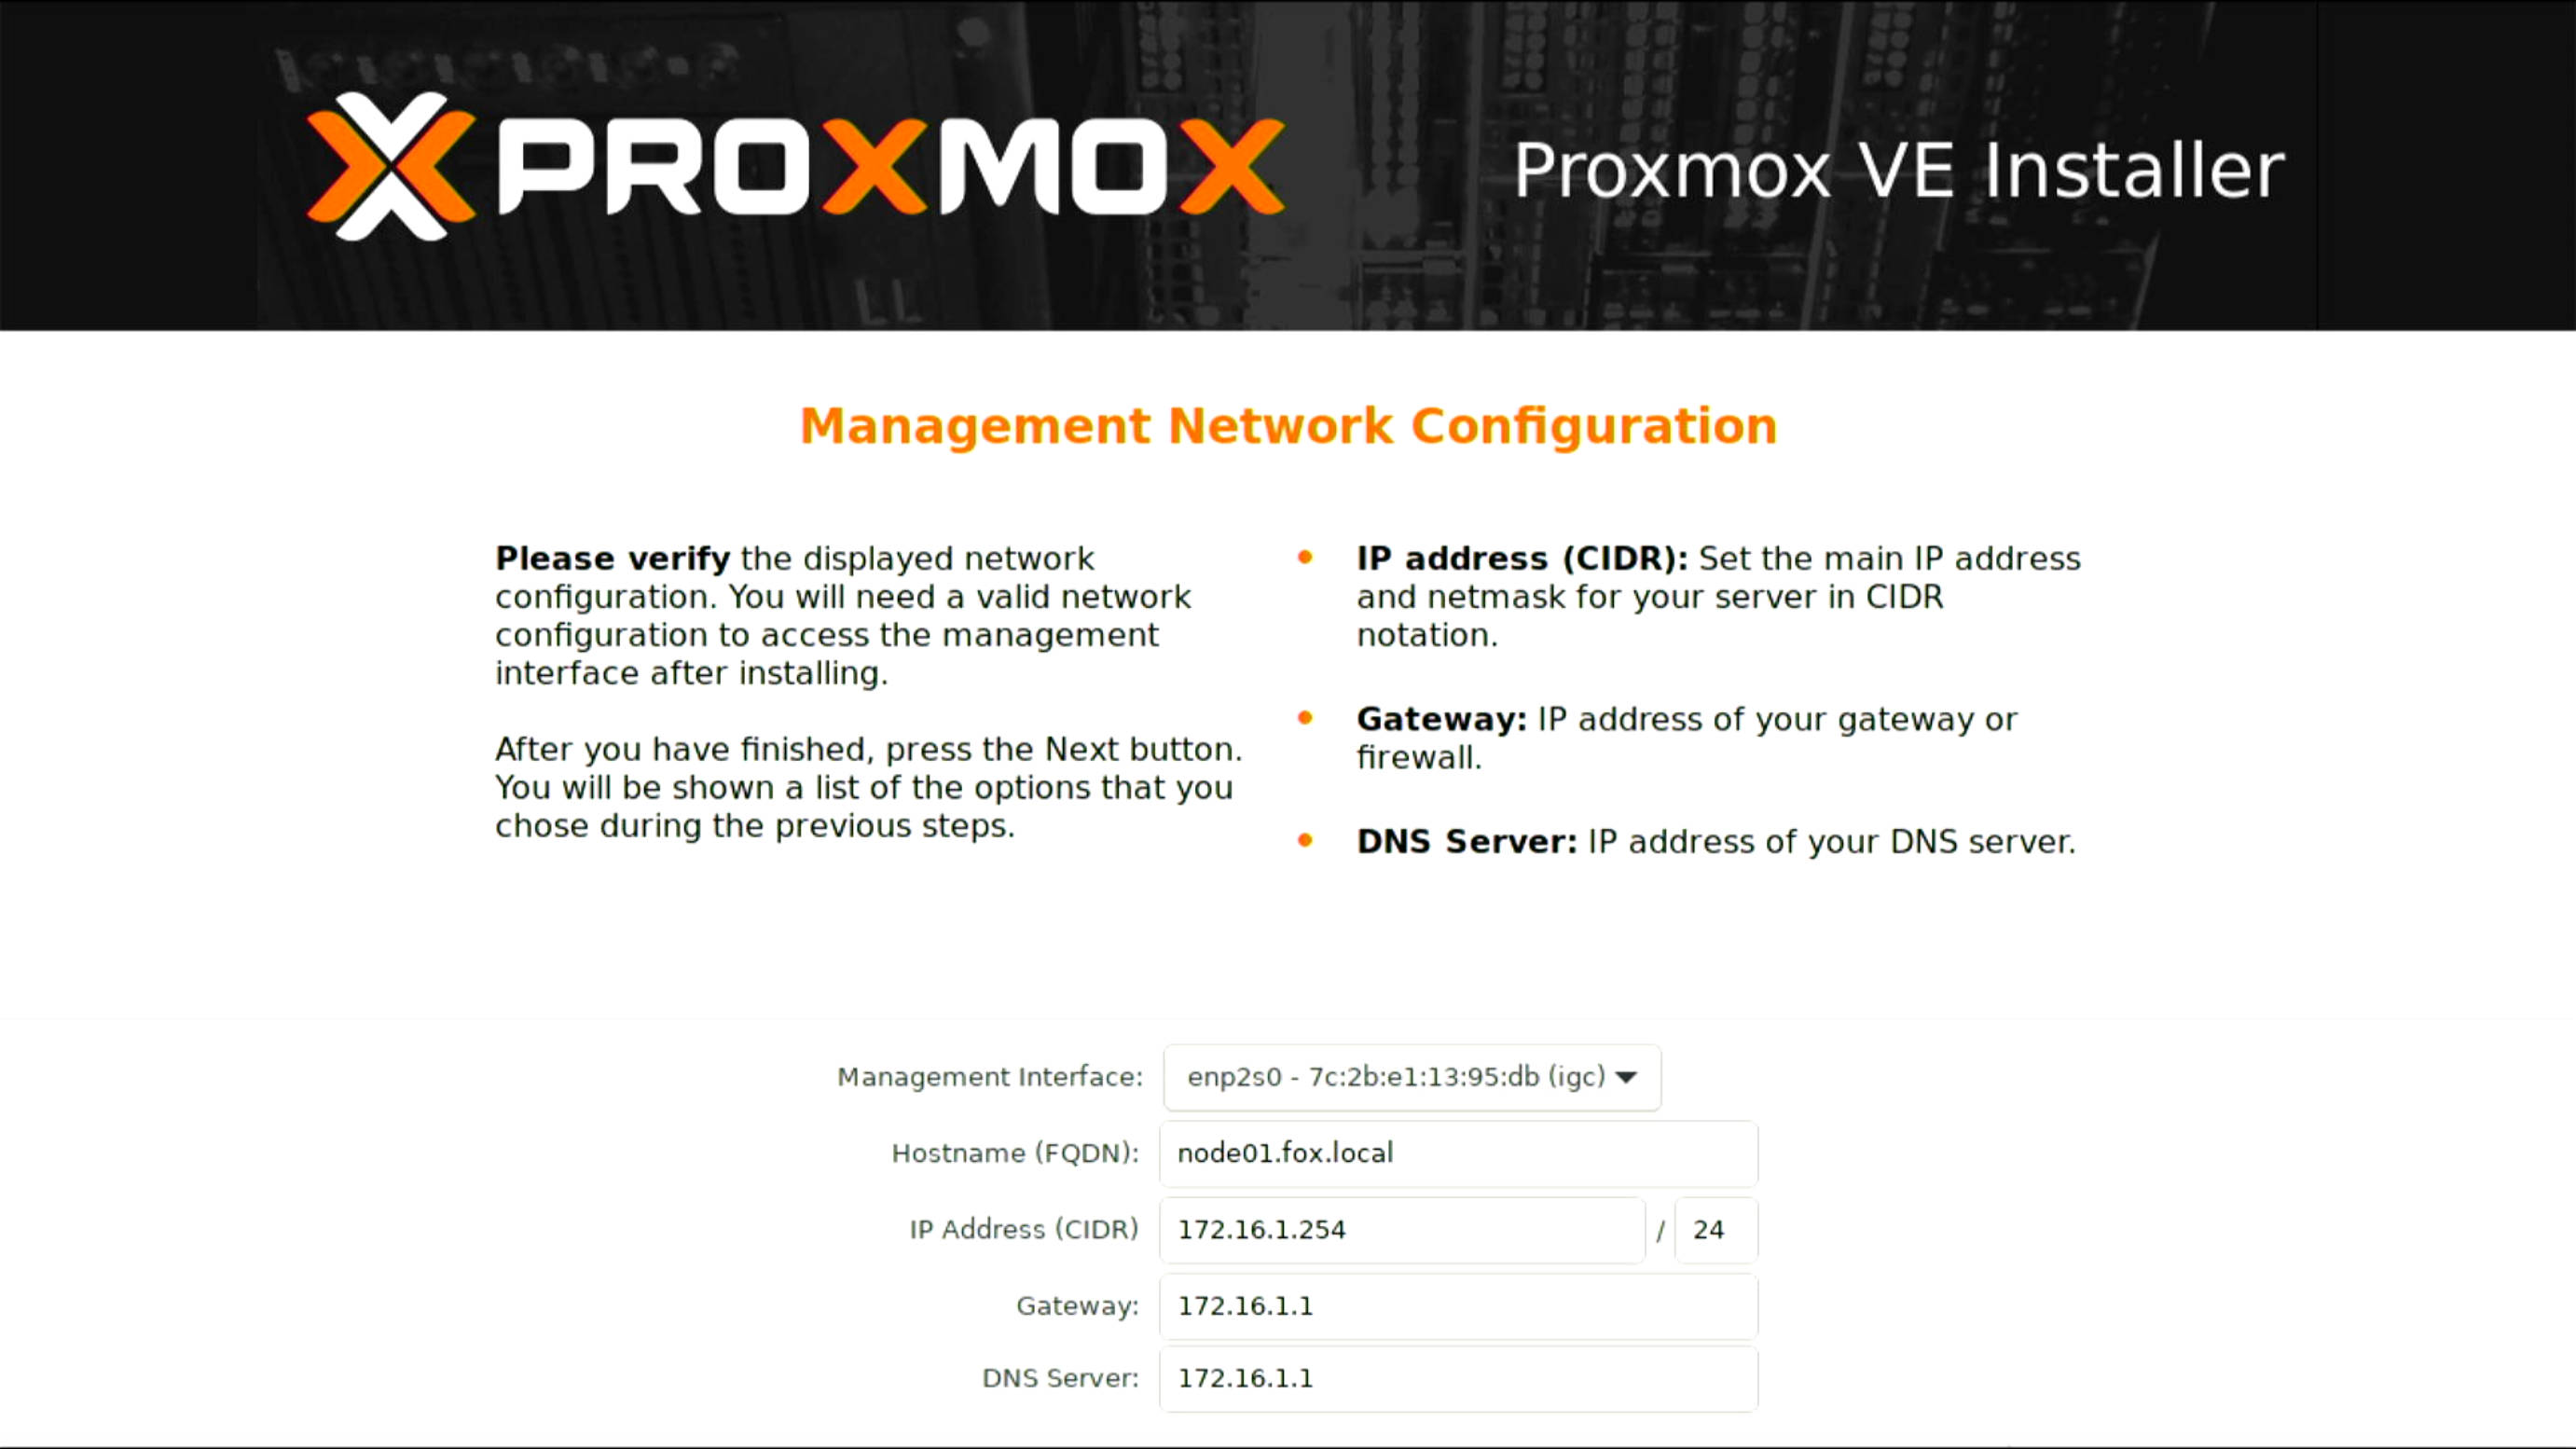 PROXMOX
Proxmox VE Installer
Management Network Configuration
Please verify the displayed network
configuration. You will need a valid network
configuration to access the management
interface after installing.
After you have finished, press the Next button.
You will be shown a list of the options that you
chose during the previous steps.
• IP address (CIDR): Set the main IP address
and netmask for your server in CIDR
notation.
• Gateway: IP address of your gateway or
firewall.
• DNS Server: IP address of your DNS server.
Management Interface: enp2s0 - 7c:2b:e1:13:95:db (igc)
Hostname (FQDN): node01.fox.local
IP Address (CIDR) 172.16.1.254 / 24
Gateway: 172.16.1.1
DNS Server: 172.16.1.1